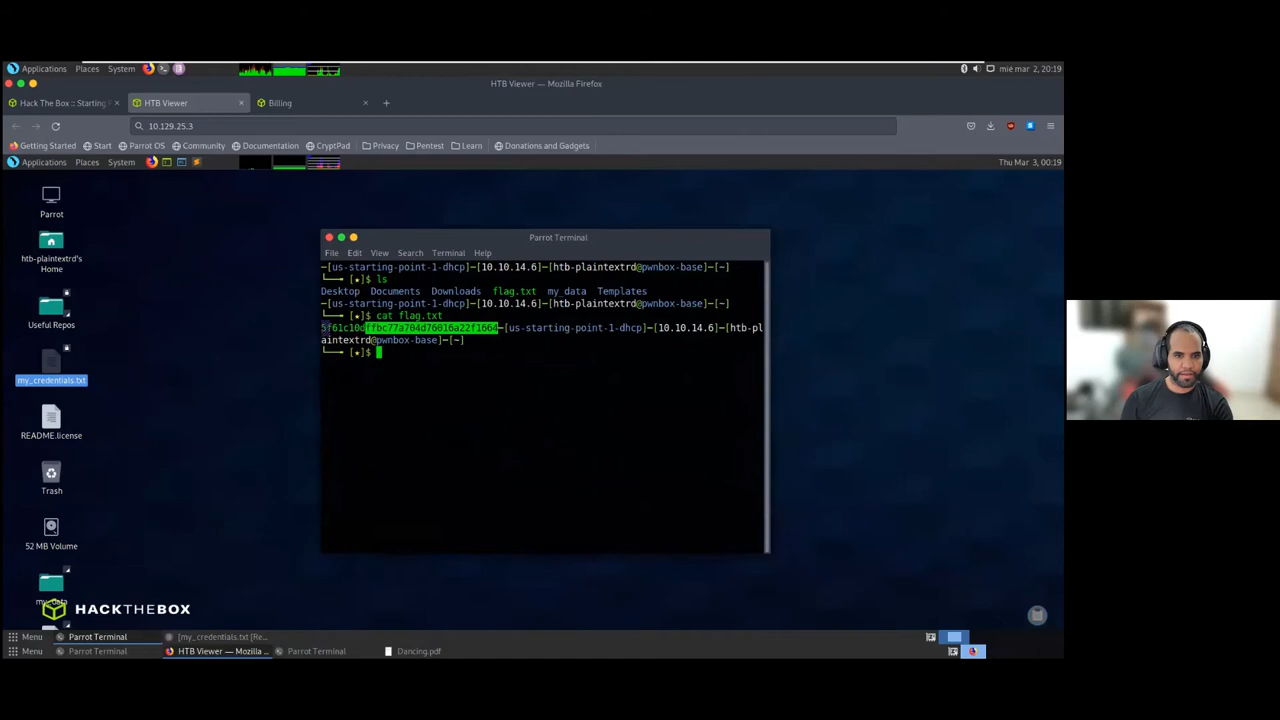 Applications Places System
mié mar 2, 20:19
HTB Viewer — Mozilla Firefox
Hack The Box :: Starting
HTB Viewer
Billing
10.129.25.3
Getting Started Start Parrot OS Community Documentation CryptPad Privacy Pentest Learn Donations and Gadgets
Applications Places System
Thu Mar 3, 00:19
Parrot
htb-plaintextrd's
Home
Useful Repos
my_credentials.txt
README.license
Trash
52 MB Volume
my_data
HACKTHEBOX
Parrot Terminal
File Edit View Search Terminal Help
─[us-starting-point-1-dhcp]─[10.10.14.6]─[htb-plaintextrd@pwnbox-base]─[~]
└──╼ [★]$ ls
Desktop Documents Downloads flag.txt my_data Templates
─[us-starting-point-1-dhcp]─[10.10.14.6]─[htb-plaintextrd@pwnbox-base]─[~]
└──╼ [★]$ cat flag.txt
5f61c10dffbc77a704d76016a22f1664─[us-starting-point-1-dhcp]─[10.10.14.6]─[htb-pl
aintextrd@pwnbox-base]─[~]
└──╼ [★]$
Menu Parrot Terminal [my_credentials.txt [Re...
Menu Parrot Terminal HTB Viewer — Mozilla ... Parrot Terminal Dancing.pdf